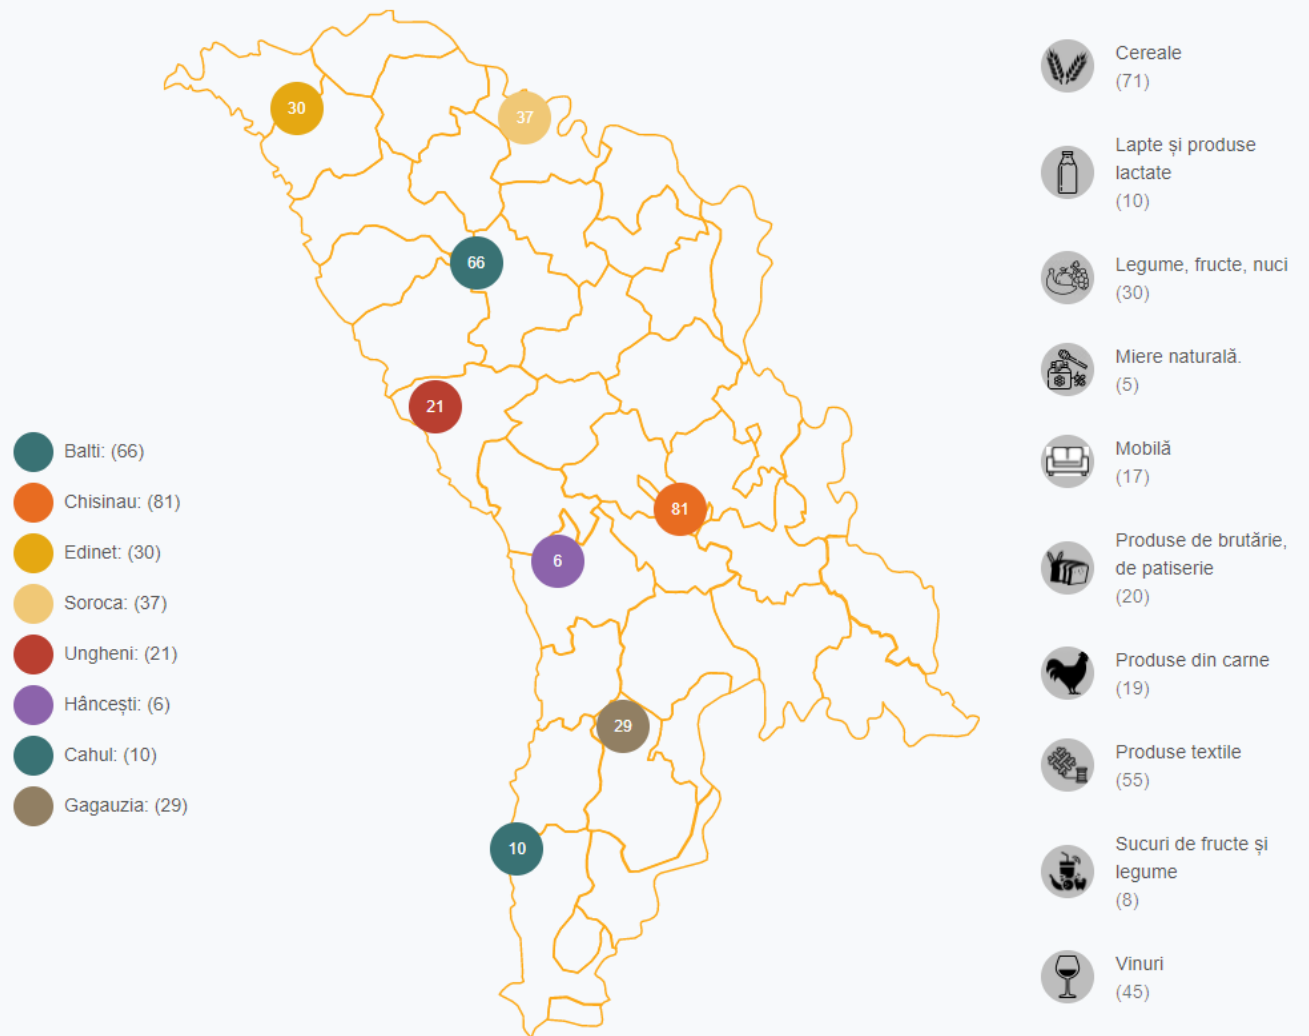 30
37
66
21
81
6
29
10
Balti: (66)
Chisinau: (81)
Edinet: (30)
Soroca: (37)
Ungheni: (21)
Hâncești: (6)
Cahul: (10)
Gagauzia: (29)
Cereale
(71)
Lapte și produse
lactate
(10)
Legume, fructe, nuci
(30)
Miere naturală.
(5)
Mobilă
(17)
Produse de brutărie,
de patiserie
(20)
Produse din carne
(19)
Produse textile
(55)
Sucuri de fructe și
legume
(8)
Vinuri
(45)